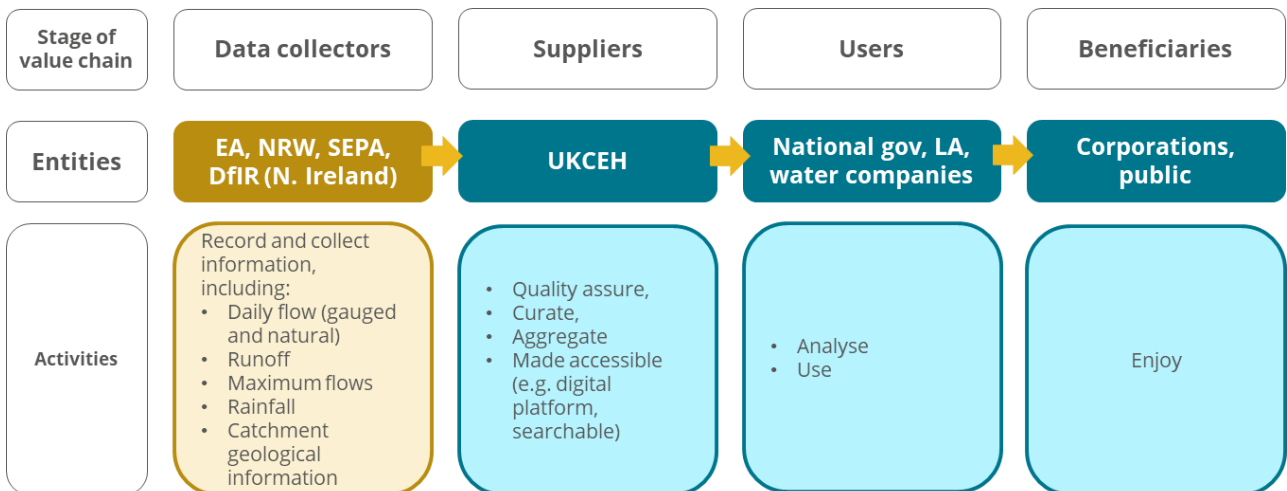 Stage of
value chain
Data collectors
Suppliers
Users
Beneficiaries
Entities
EA, NRW, SEPA,
DfIR (N. Ireland)
UKCEH
National gov, LA,
water companies
Corporations,
public
Activities
Record and collect
information,
including:
• Daily flow (gauged
and natural)
• Runoff
• Maximum flows
• Rainfall
• Catchment
geological
information
• Quality assure,
• Curate,
• Aggregate
• Made accessible
(e.g. digital
platform,
searchable)
• Analyse
• Use
Enjoy